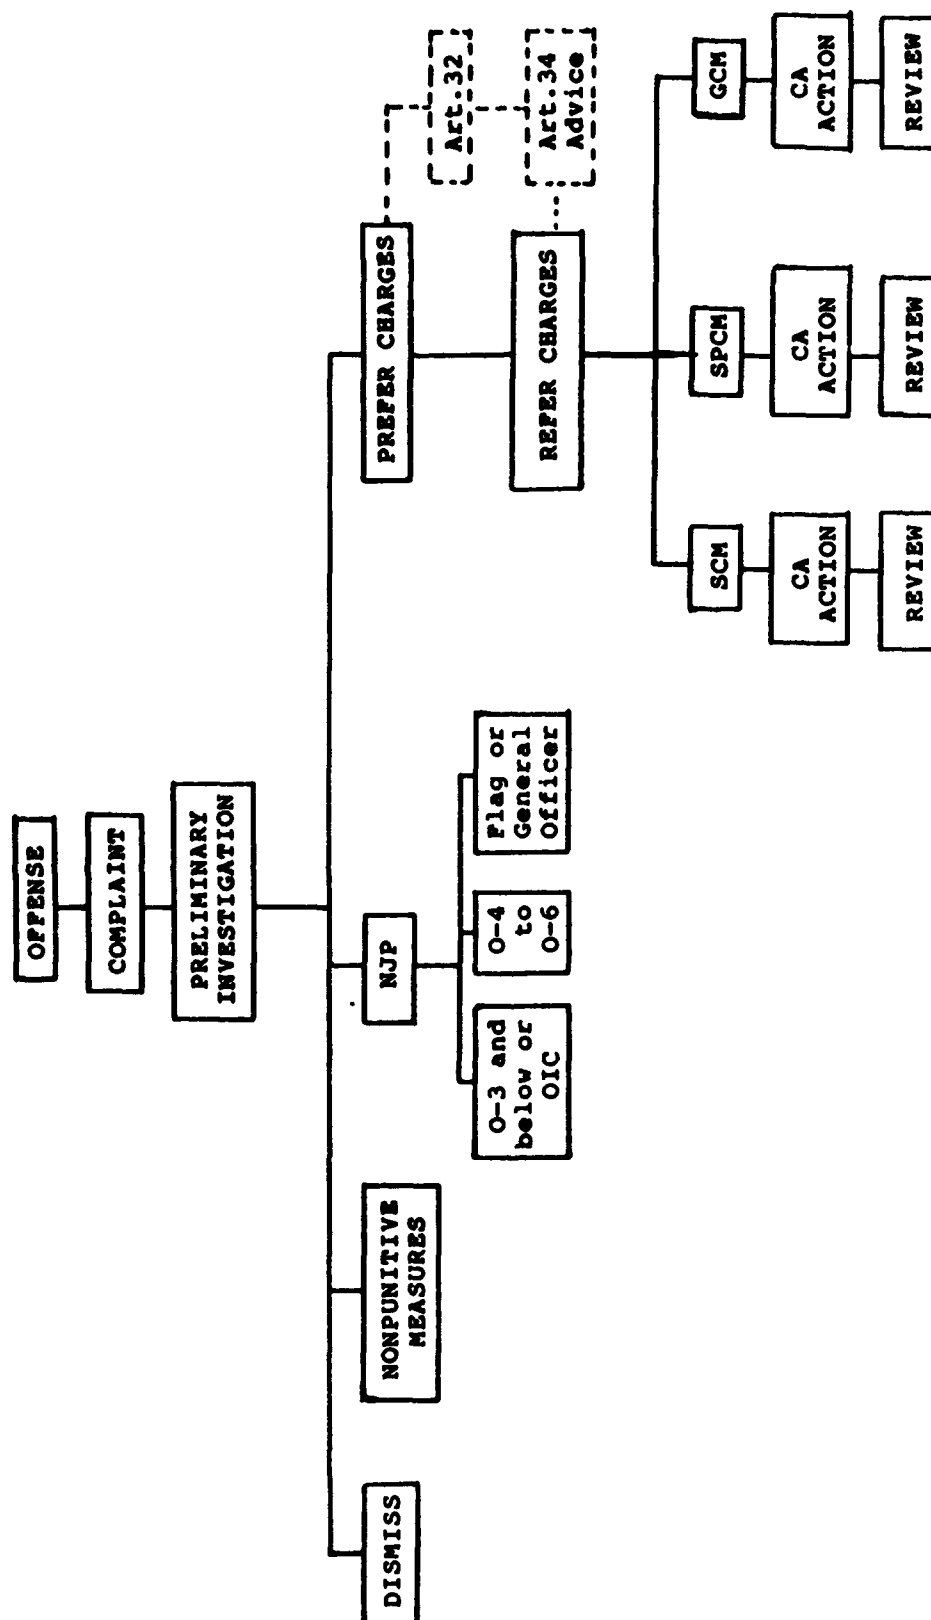 OFFENSE
COMPLAINT
PRELIMINARY
INVESTIGATION
DISMISS
NONPUNITIVE
MEASURES
NJP
PREFER CHARGES
Art.32
O-3 and
below or
OIC
O-4
to
O-6
Flag or
General
Officer
REFER CHARGES
Art.34
Advice
SCM
SPCM
GCM
CA
ACTION
CA
ACTION
CA
ACTION
REVIEW
REVIEW
REVIEW